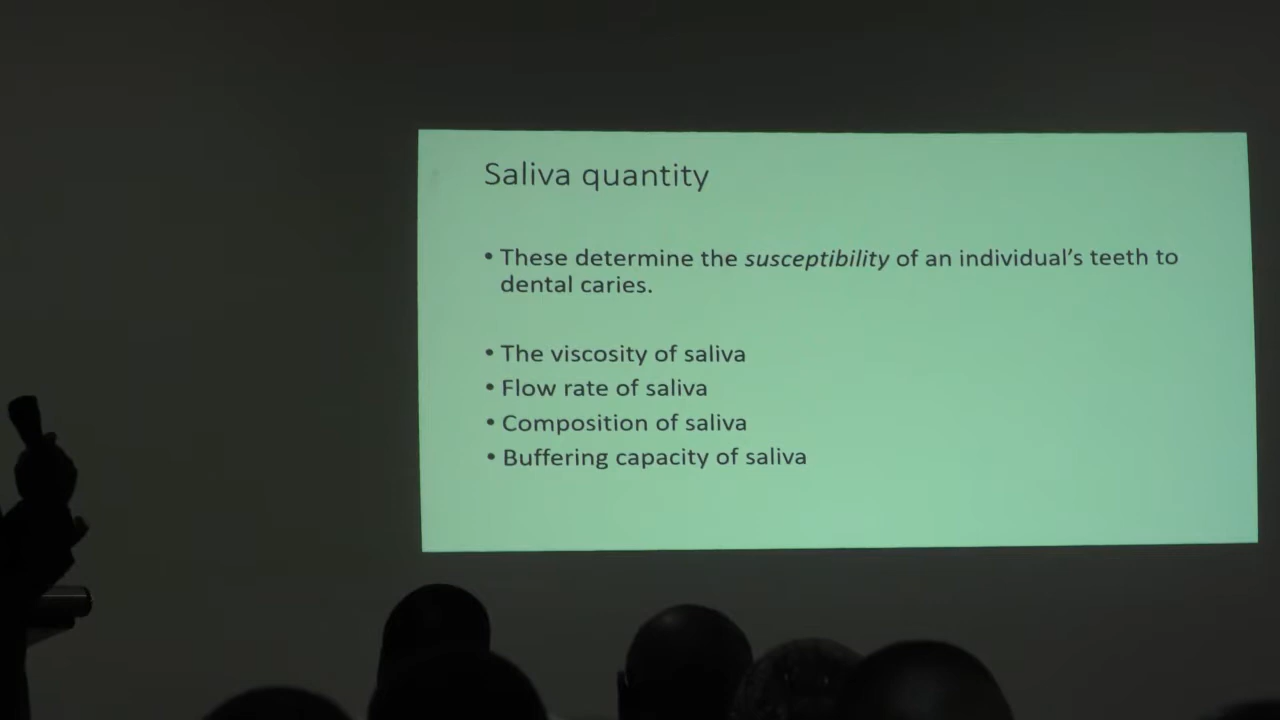 Saliva quantity
• These determine the susceptibility of an individual's teeth to
dental caries.
• The viscosity of saliva
• Flow rate of saliva
• Composition of saliva
• Buffering capacity of saliva